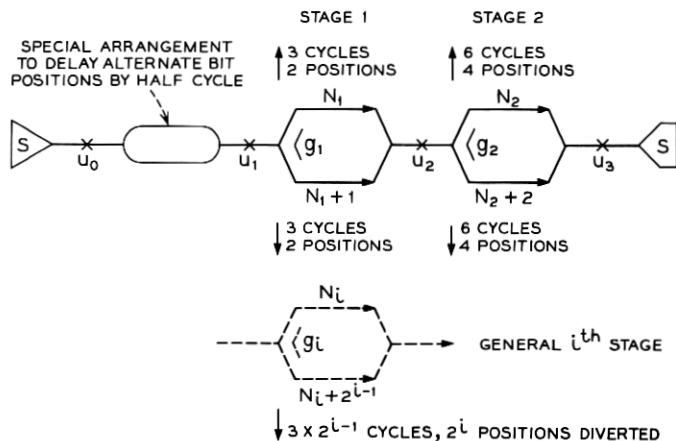 STAGE 1
STAGE 2
SPECIAL ARRANGEMENT
TO DELAY ALTERNATE BIT
POSITIONS BY HALF CYCLE
3 CYCLES
2 POSITIONS
6 CYCLES
4 POSITIONS
N₁
N₂
S
u₀
u₁
g₁
u₂
g₂
u₃
S
N₁+1
N₂+2
3 CYCLES
2 POSITIONS
6 CYCLES
4 POSITIONS
Nᵢ
gᵢ
GENERAL iᵗʰ STAGE
Nᵢ+2ⁱ⁻¹
3 × 2ⁱ⁻¹ CYCLES, 2ⁱ POSITIONS DIVERTED